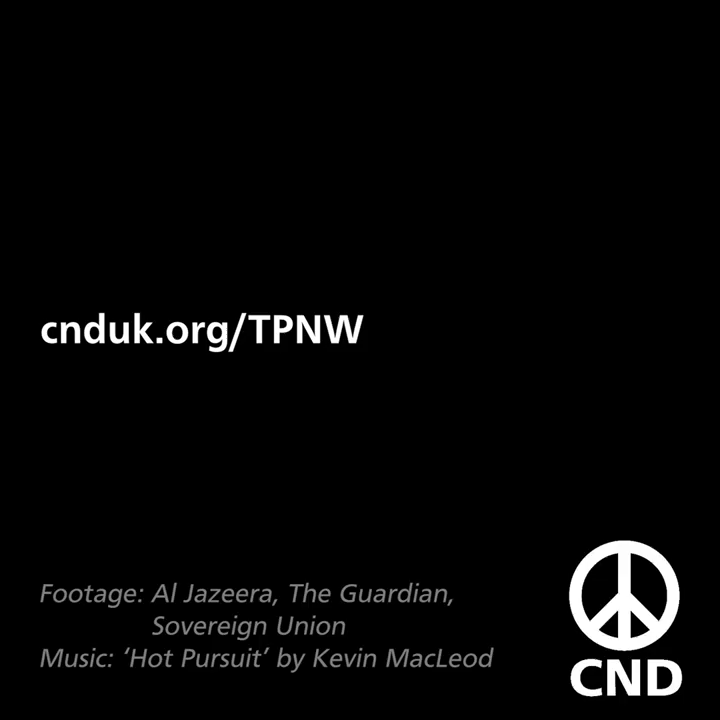 cnduk.org/TPNW
Footage: Al Jazeera, The Guardian,
Sovereign Union
Music: ‘Hot Pursuit’ by Kevin MacLeod
CND